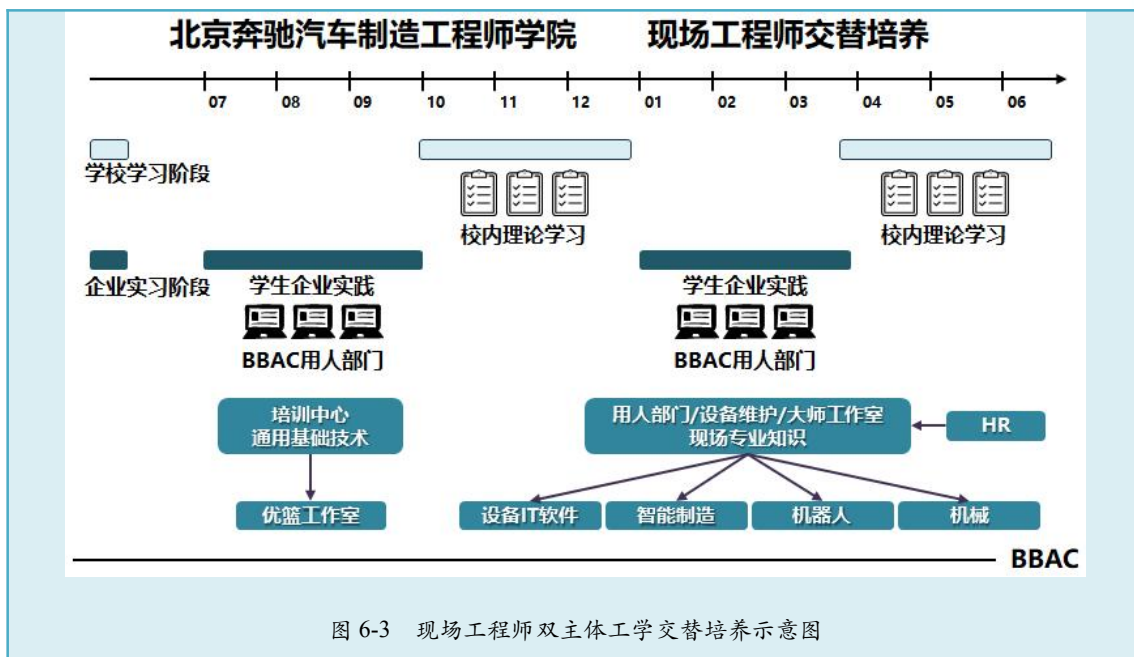 北京奔驰汽车制造工程师学院 现场工程师交替培养
07 08 09 10 11 12 01 02 03 04 05 06
学校学习阶段
校内理论学习 校内理论学习
企业实习阶段
学生企业实践 学生企业实践
BBAC用人部门 BBAC用人部门
培训中心
通用基础技术
用人部门/设备维护/大师工作室
现场专业知识
HR
优篮工作室 设备IT软件 智能制造 机器人 机械
BBAC
图 6-3 现场工程师双主体工学交替培养示意图